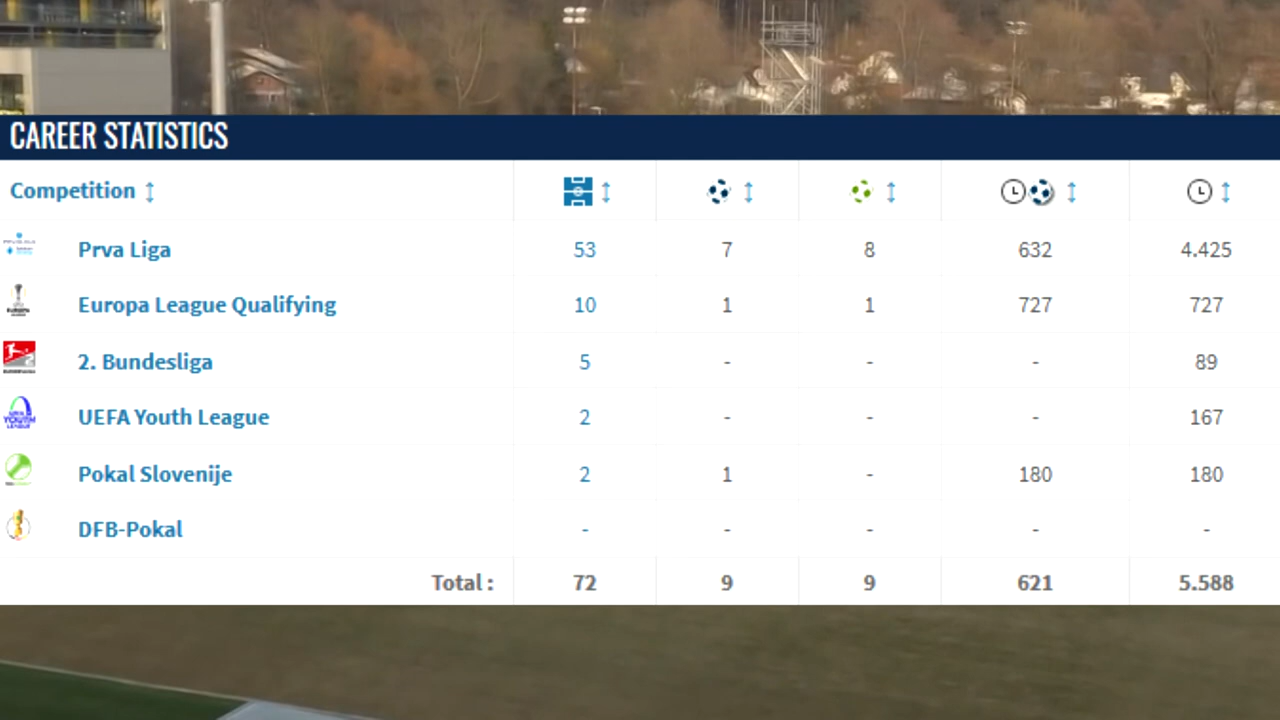 CAREER STATISTICS
Competition
Prva Liga 53 7 8 632 4.425
Europa League Qualifying 10 1 1 727 727
2. Bundesliga 5 - - - 89
UEFA Youth League 2 - - - 167
Pokal Slovenije 2 1 - 180 180
DFB-Pokal - - - - -
Total : 72 9 9 621 5.588